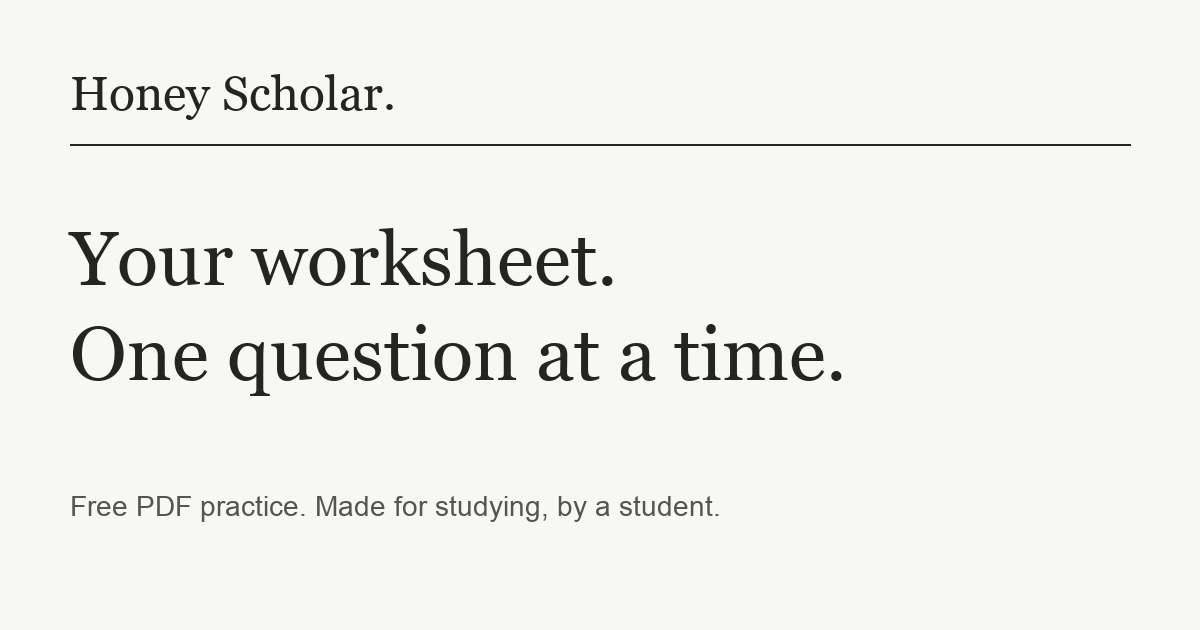 Honey Scholar.
Your worksheet.
One question at a time.
Free PDF practice. Made for studying, by a student.